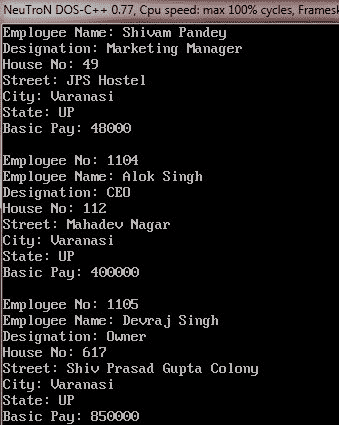 NeuTroN DOS-C++ 0.77, Cpu speed: max 100% cycles, Framesk
Employee Name: Shivam Pandey
Designation: Marketing Manager
House No: 49
Street: JPS Hostel
City: Varanasi
State: UP
Basic Pay: 48000
Employee No: 1104
Employee Name: Alok Singh
Designation: CEO
House No: 112
Street: Mahadev Nagar
City: Varanasi
State: UP
Basic Pay: 400000
Employee No: 1105
Employee Name: Devraj Singh
Designation: Owner
House No: 617
Street: Shiv Prasad Gupta Colony
City: Varanasi
State: UP
Basic Pay: 850000